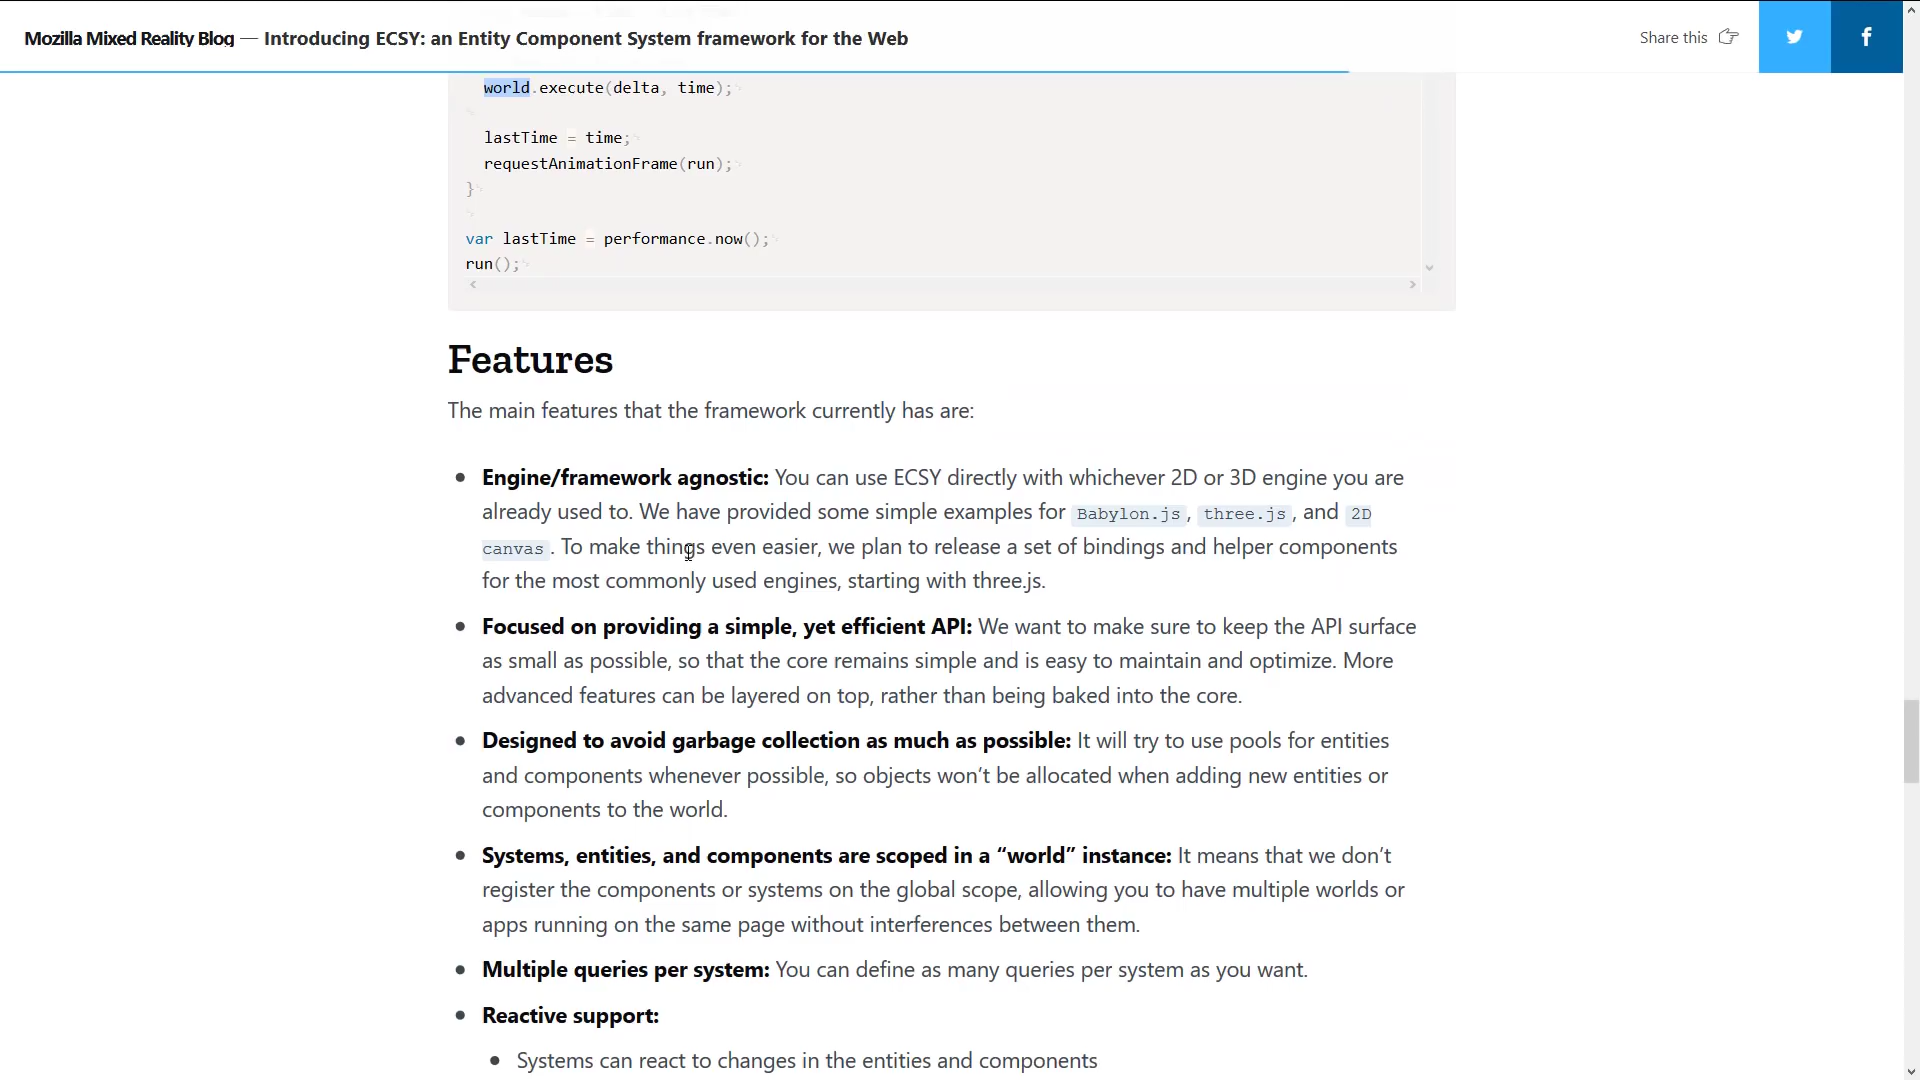 Mozilla Mixed Reality Blog — Introducing ECSY: an Entity Component System framework for the Web
Share this
world.execute(delta, time);
lastTime = time;
requestAnimationFrame(run);
}
var lastTime = performance.now();
run();
Features
The main features that the framework currently has are:
Engine/framework agnostic: You can use ECSY directly with whichever 2D or 3D engine you are
already used to. We have provided some simple examples for Babylon.js, three.js, and 2D
canvas. To make things even easier, we plan to release a set of bindings and helper components
for the most commonly used engines, starting with three.js.
Focused on providing a simple, yet efficient API: We want to make sure to keep the API surface
as small as possible, so that the core remains simple and is easy to maintain and optimize. More
advanced features can be layered on top, rather than being baked into the core.
Designed to avoid garbage collection as much as possible: It will try to use pools for entities
and components whenever possible, so objects won’t be allocated when adding new entities or
components to the world.
Systems, entities, and components are scoped in a “world” instance: It means that we don’t
register the components or systems on the global scope, allowing you to have multiple worlds or
apps running on the same page without interferences between them.
Multiple queries per system: You can define as many queries per system as you want.
Reactive support:
Systems can react to changes in the entities and components